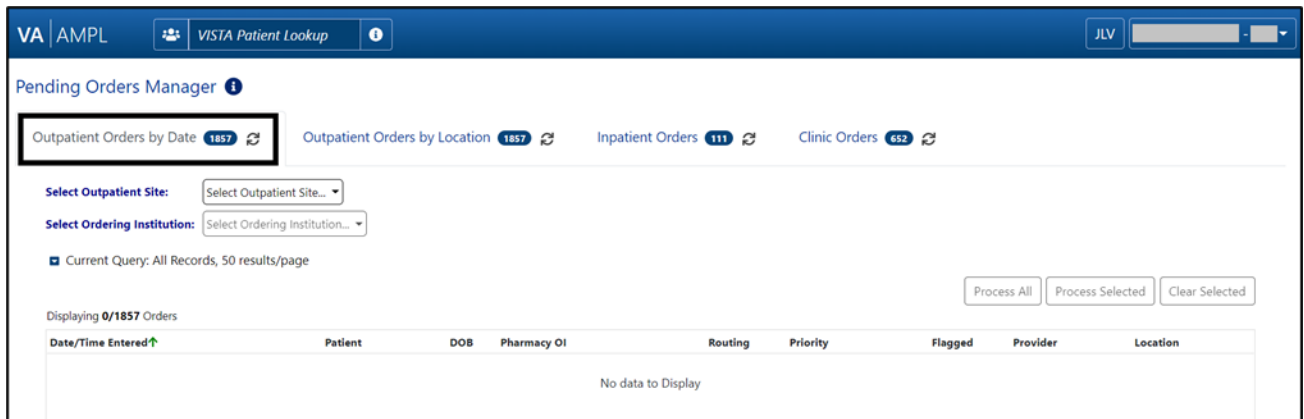 VA AMPL VISTA Patient Lookup JLV -
Pending Orders Manager
Outpatient Orders by Date 1857 Outpatient Orders by Location 1857 Inpatient Orders 111 Clinic Orders 652
Select Outpatient Site: Select Outpatient Site...
Select Ordering Institution: Select Ordering Institution...
Current Query: All Records, 50 results/page
Process All Process Selected Clear Selected
Displaying 0/1857 Orders
Date/Time Entered Patient DOB Pharmacy OI Routing Priority Flagged Provider Location
No data to Display